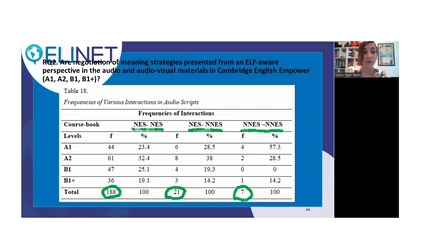 ELINET
RQ2. Are negotiation of meaning strategies presented from an ELF-aware
perspective in the audio and audio-visual materials in Cambridge English Empower
(A1, A2, B1, B1+)?
Table 18.
Frequencies of Various Interactions in Audio Scripts
Frequencies of Interactions
Course-book NES- NES NES- NNES NNES –NNES
Levels f % f % f %
A1 44 23.4 6 28.5 4 57.3
A2 61 32.4 8 38 2 28.5
B1 47 25.1 4 19,3 0 0
B1+ 36 19.1 3 14.2 1 14.2
Total 188 100 21 100 7 100